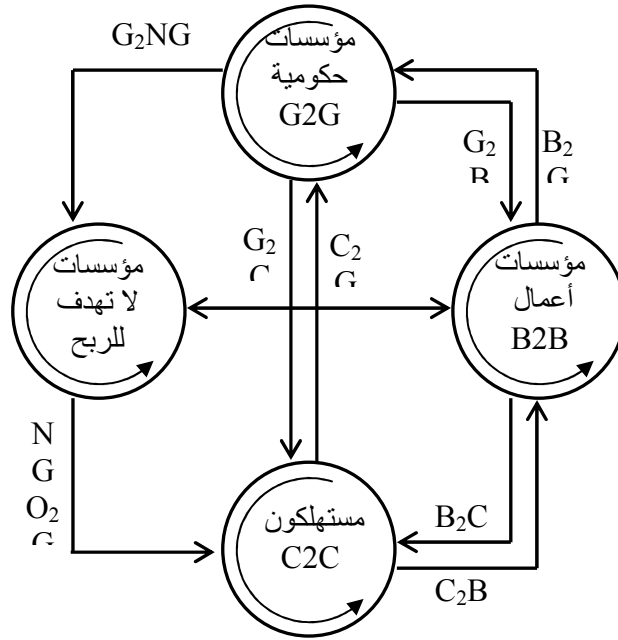 G₂NG
مؤسسات
حكومية
G2G
G₂
B
B₂
G
G₂
C
C₂
G
مؤسسات
لا تهدف
للربح
مؤسسات
أعمال
B2B
N
G
O₂
G
مستهلكون
C2C
B₂C
C₂B